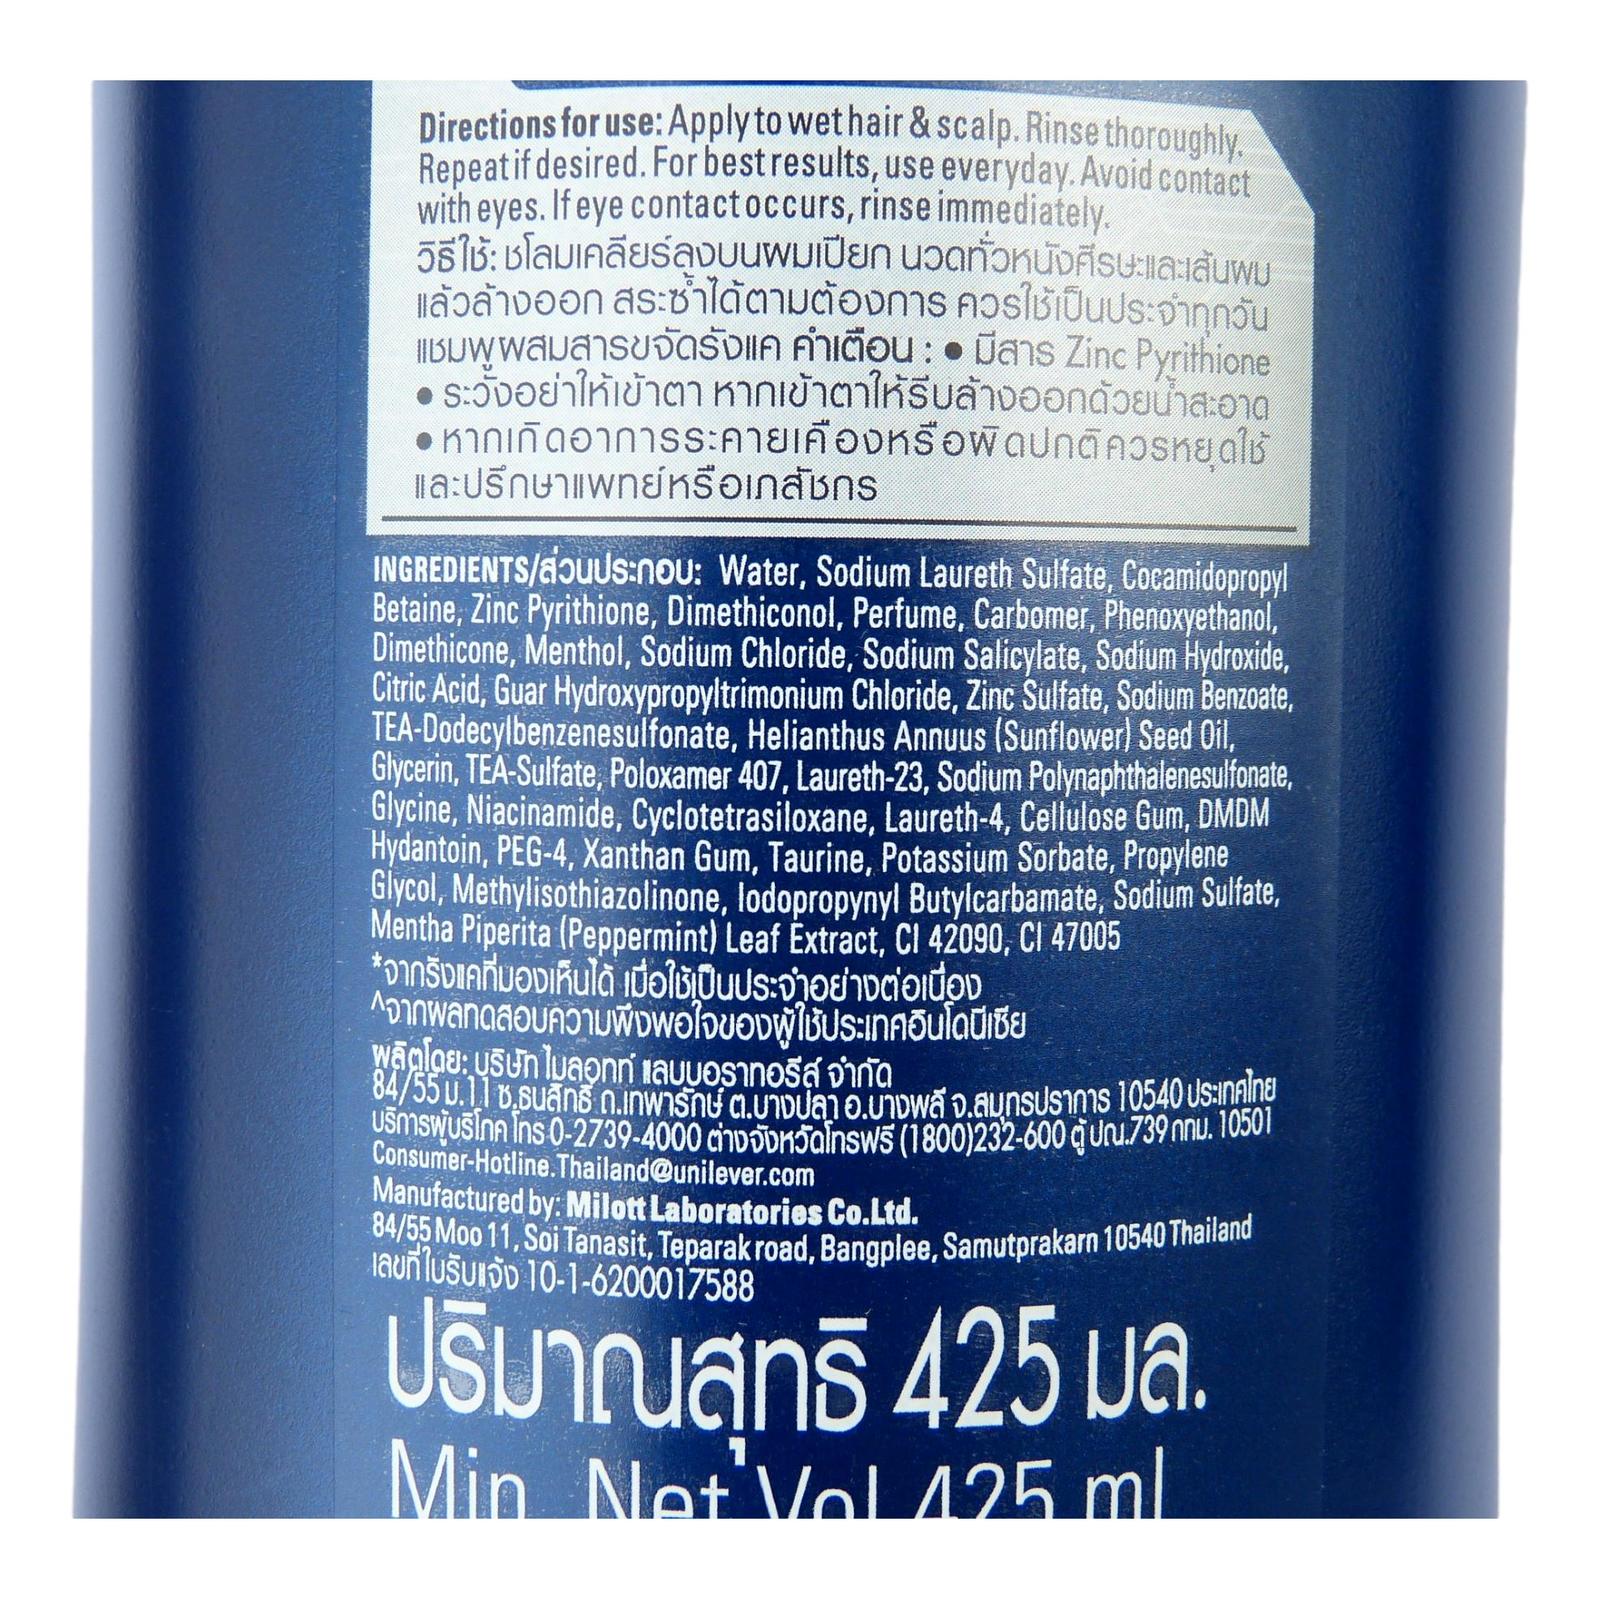 Directions for use: Apply to wet hair & scalp. Rinse thoroughly.
Repeat if desired. For best results, use everyday. Avoid contact
with eyes. If eye contact occurs, rinse immediately.
วิธีใช้: ชโลมเคลียร์ลงบนผมเปียก นวดทั่วหนังศีรษะและเส้นผม
แล้วล้างออก สระซ้ำได้ตามต้องการ ควรใช้เป็นประจำทุกวัน
แชมพูผสมสารขจัดรังแค คำเตือน : • มีสาร Zinc Pyrithione
• ระวังอย่าให้เข้าตา หากเข้าตาให้รีบล้างออกด้วยน้ำสะอาด
• หากเกิดอาการระคายเคืองหรือผิดปกติควรหยุดใช้
และปรึกษาแพทย์หรือเภสัชกร
INGREDIENTS/ส่วนประกอบ: Water, Sodium Laureth Sulfate, Cocamidopropyl
Betaine, Zinc Pyrithione, Dimethiconol, Perfume, Carbomer, Phenoxyethanol,
Dimethicone, Menthol, Sodium Chloride, Sodium Salicylate, Sodium Hydroxide,
Citric Acid, Guar Hydroxypropyltrimonium Chloride, Zinc Sulfate, Sodium Benzoate,
TEA-Dodecylbenzenesulfonate, Helianthus Annuus (Sunflower) Seed Oil,
Glycerin, TEA-Sulfate, Poloxamer 407, Laureth-23, Sodium Polynaphthalenesulfonate,
Glycine, Niacinamide, Cyclotetrasiloxane, Laureth-4, Cellulose Gum, DMDM
Hydantoin, PEG-4, Xanthan Gum, Taurine, Potassium Sorbate, Propylene
Glycol, Methylisothiazolinone, Iodopropynyl Butylcarbamate, Sodium Sulfate,
Mentha Piperita (Peppermint) Leaf Extract, CI 42090, CI 47005
*จากรังแคที่มองเห็นได้ เมื่อใช้เป็นประจำอย่างต่อเนื่อง
^จากผลทดสอบความพึงพอใจของผู้ใช้ประเทศอินโดนีเซีย
ผลิตโดย: บริษัท ไมลอทท์ แลบบอราทอรีส์ จำกัด
84/55 ม.11 ซ.ธนสิทธิ์ ถ.เทพารักษ์ ต.บางปลา อ.บางพลี จ.สมุทรปราการ 10540 ประเทศไทย
บริการผู้บริโภค โทร 0-2739-4000 ต่างจังหวัดโทรฟรี (1800)232-600 ตู้ ปณ.739 กทม. 10501
Consumer-Hotline.Thailand@unilever.com
Manufactured by: Milott Laboratories Co.Ltd.
84/55 Moo 11, Soi Tanasit, Teparak road, Bangplee, Samutprakarn 10540 Thailand
เลขที่ใบรับแจ้ง 10-1-6200017588
ปริมาณสุทธิ 425 มล.
Min. Net Vol 425 ml